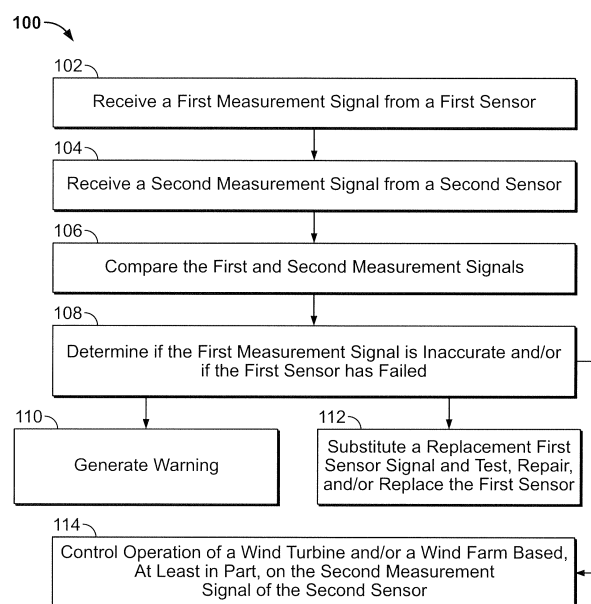 100
102
Receive a First Measurement Signal from a First Sensor
104
Receive a Second Measurement Signal from a Second Sensor
106
Compare the First and Second Measurement Signals
108
Determine if the First Measurement Signal is Inaccurate and/or
if the First Sensor has Failed
110
Generate Warning
112
Substitute a Replacement First
Sensor Signal and Test, Repair,
and/or Replace the First Sensor
114
Control Operation of a Wind Turbine and/or a Wind Farm Based,
At Least in Part, on the Second Measurement
Signal of the Second Sensor